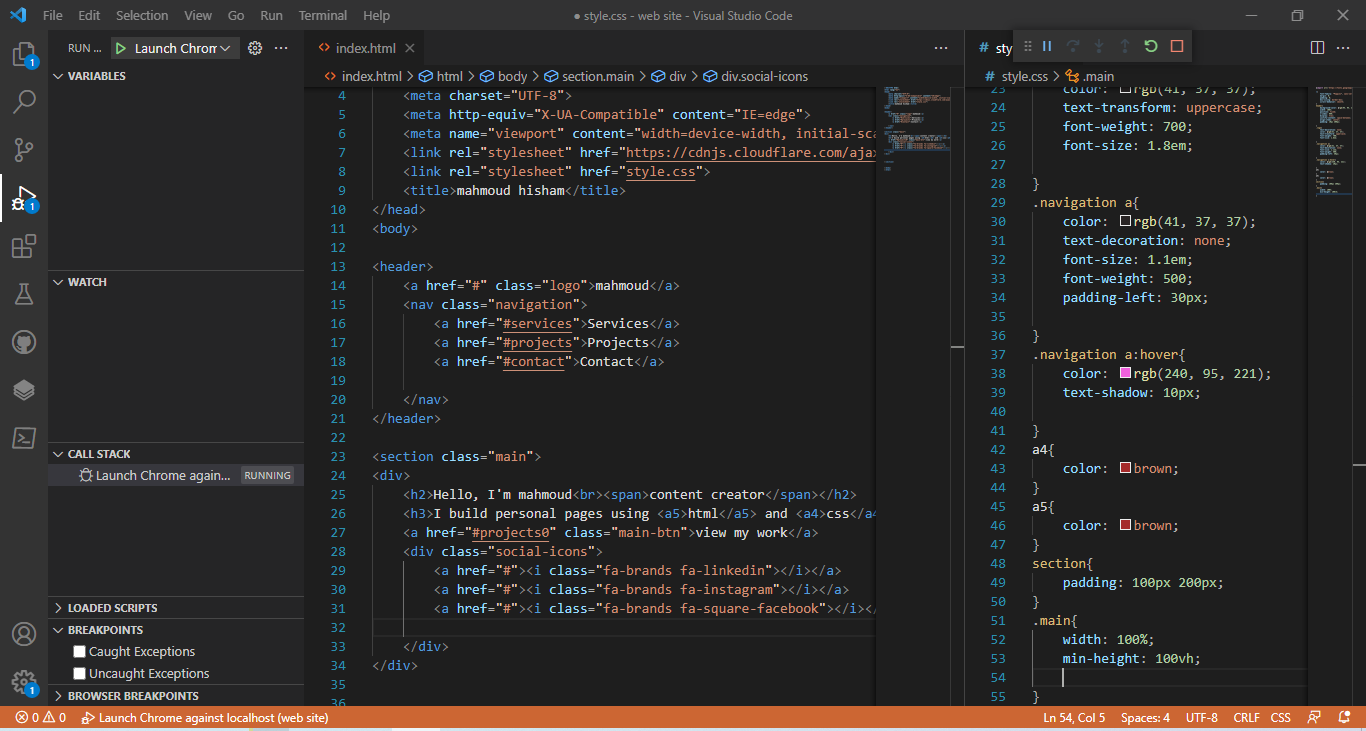 File Edit Selection View Go Run Terminal Help
● style.css - web site - Visual Studio Code
RUN ... Launch Chrom
VARIABLES
WATCH
CALL STACK
Launch Chrome again... RUNNING
LOADED SCRIPTS
BREAKPOINTS
Caught Exceptions
Uncaught Exceptions
BROWSER BREAKPOINTS
1
1
1
index.html
index.html > html > body > section.main > div > div.social-icons
4 <meta charset="UTF-8">
5 <meta http-equiv="X-UA-Compatible" content="IE=edge">
6 <meta name="viewport" content="width=device-width, initial-sca
7 <link rel="stylesheet" href="https://cdnjs.cloudflare.com/ajax
8 <link rel="stylesheet" href="style.css">
9 <title>mahmoud hisham</title>
10 </head>
11 <body>
12
13 <header>
14 <a href="#" class="logo">mahmoud</a>
15 <nav class="navigation">
16 <a href="#services">Services</a>
17 <a href="#projects">Projects</a>
18 <a href="#contact">Contact</a>
19
20 </nav>
21 </header>
22
23 <section class="main">
24 <div>
25 <h2>Hello, I'm mahmoud<br><span>content creator</span></h2>
26 <h3>I build personal pages using <a5>html</a5> and <a4>css</a4
27 <a href="#projects0" class="main-btn">view my work</a>
28 <div class="social-icons">
29 <a href="#"><i class="fa-brands fa-linkedin"></i></a>
30 <a href="#"><i class="fa-brands fa-instagram"></i></a>
31 <a href="#"><i class="fa-brands fa-square-facebook"></i></
32
33 </div>
34 </div>
35
36
# sty
# style.css > .main
23 color: rgb(41, 37, 37);
24 text-transform: uppercase;
25 font-weight: 700;
26 font-size: 1.8em;
27
28 }
29 .navigation a{
30 color: rgb(41, 37, 37);
31 text-decoration: none;
32 font-size: 1.1em;
33 font-weight: 500;
34 padding-left: 30px;
35
36 }
37 .navigation a:hover{
38 color: rgb(240, 95, 221);
39 text-shadow: 10px;
40
41 }
42 a4{
43 color: brown;
44 }
45 a5{
46 color: brown;
47 }
48 section{
49 padding: 100px 200px;
50 }
51 .main{
52 width: 100%;
53 min-height: 100vh;
54
55 }
0 0 Launch Chrome against localhost (web site)
Ln 54, Col 5 Spaces: 4 UTF-8 CRLF CSS